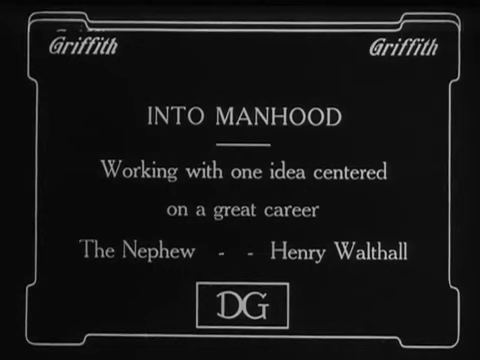 Griffith Griffith
INTO MANHOOD
Working with one idea centered
on a great career
The Nephew - - Henry Walthall
DG